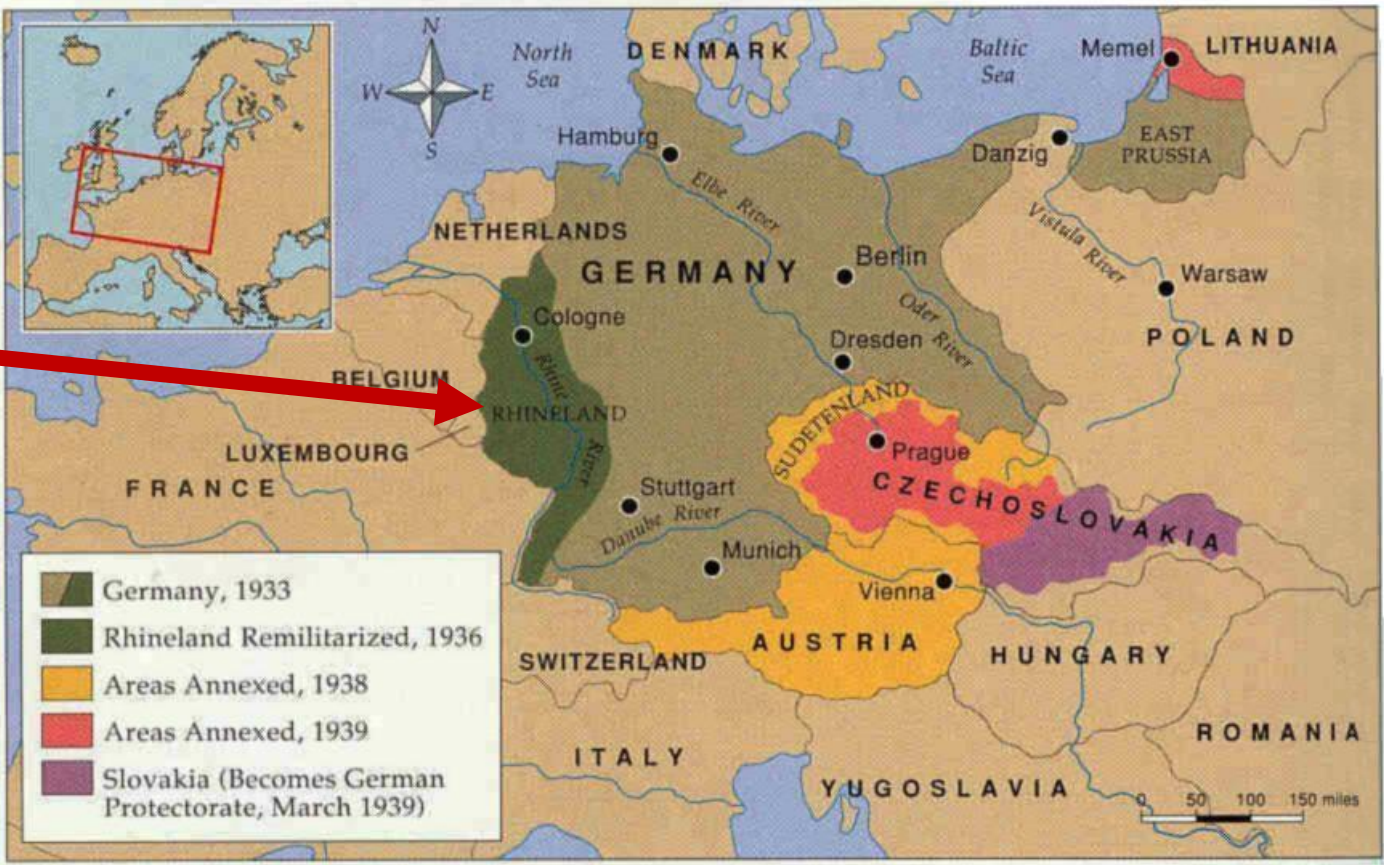 N
W
E
S
North
Sea
DENMARK
Baltic
Sea
Memel
LITHUANIA
Hamburg
Danzig
EAST
PRUSSIA
Elbe River
Vistula River
NETHERLANDS
GERMANY
Berlin
Warsaw
Cologne
Oder River
Dresden
POLAND
BELGIUM
Rhine
River
RHINELAND
SUDETENLAND
LUXEMBOURG
Prague
FRANCE
Stuttgart
CZECHOSLOVAKIA
Danube River
Munich
Vienna
AUSTRIA
SWITZERLAND
HUNGARY
ITALY
YUGOSLAVIA
ROMANIA
Germany, 1933
Rhineland Remilitarized, 1936
Areas Annexed, 1938
Areas Annexed, 1939
Slovakia (Becomes German
Protectorate, March 1939)
0 50 100 150 miles